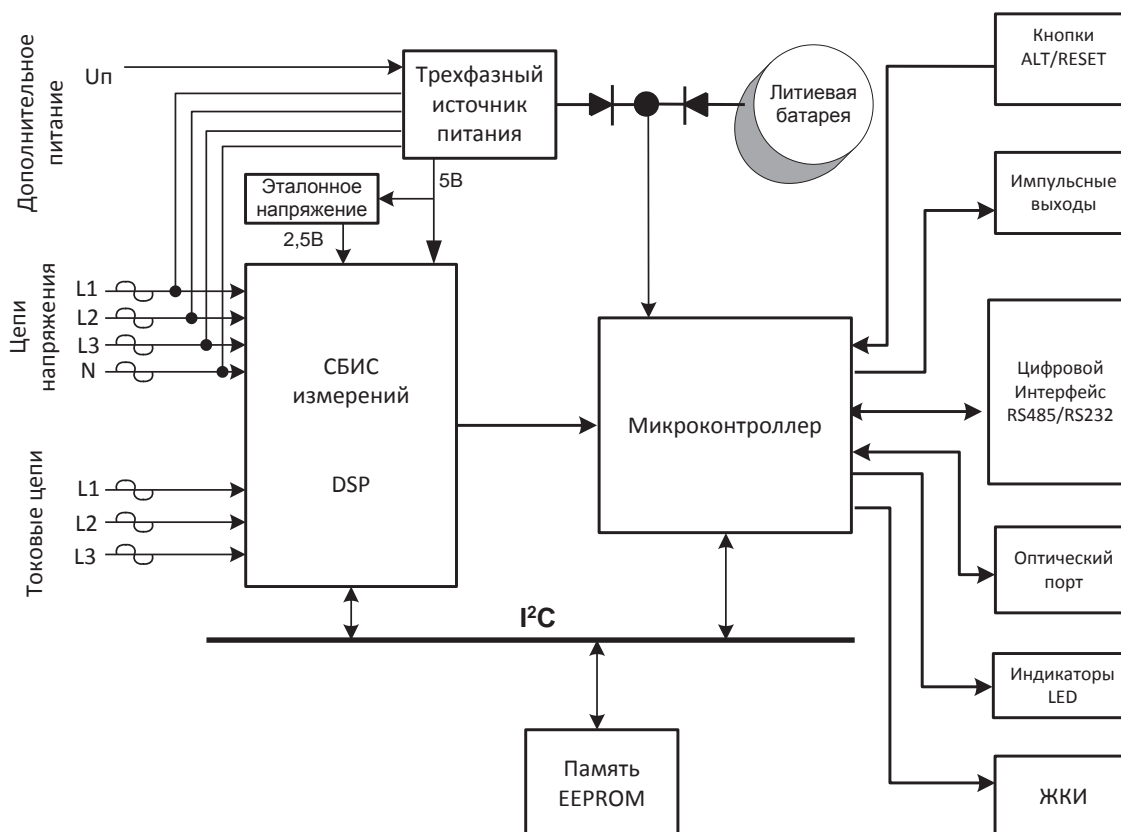 Дополнительное
питание
Uп
Трехфазный
источник
питания
Литиевая
батарея
Кнопки
ALT/RESET
Эталонное
напряжение
5В
2,5В
Импульсные
выходы
Цепи
напряжения
L1
L2
L3
N
СБИС
измерений
DSP
Микроконтроллер
Цифровой
Интерфейс
RS485/RS232
Токовые цепи
L1
L2
L3
Оптический
порт
I²C
Индикаторы
LED
Память
EEPROM
ЖКИ